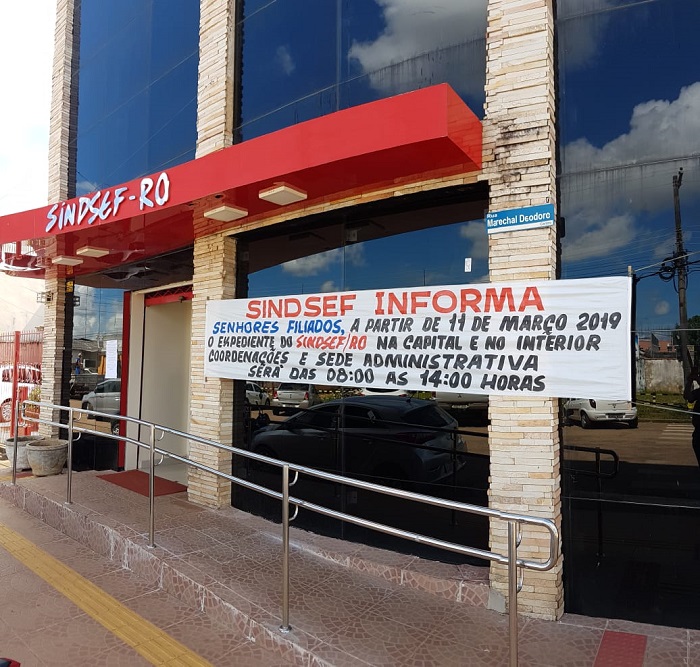 SINDSEF-RO
Rua
Marechal Deodoro
SINDSEF INFORMA
SENHORES FILIADOS, A PARTIR DE 11 DE MARÇO 2019
O EXPEDIENTE DO SINDSEF/RO NA CAPITAL E NO INTERIOR
COORDENAÇÕES E SEDE ADMINISTRATIVA
SERÁ DAS 08:00 AS 14:00 HORAS